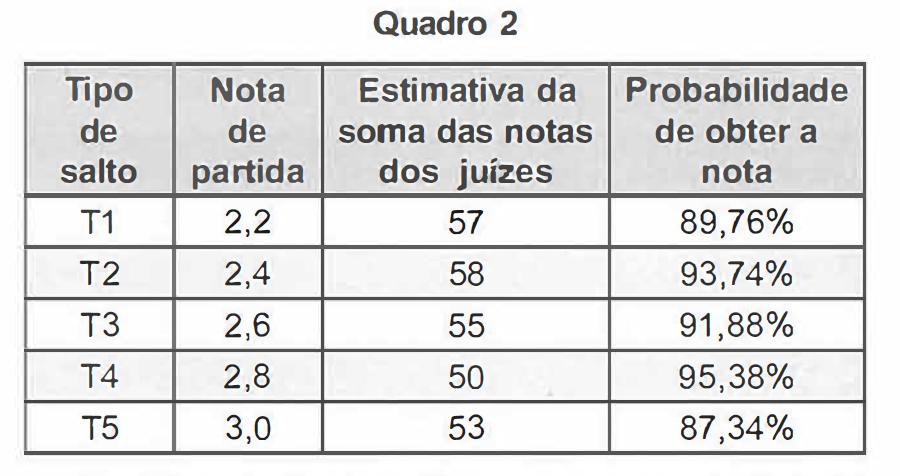 Quadro 2
Tipo de salto Nota de partida Estimativa da soma das notas dos juízes Probabilidade de obter a nota
T1 2,2 57 89,76%
T2 2,4 58 93,74%
T3 2,6 55 91,88%
T4 2,8 50 95,38%
T5 3,0 53 87,34%